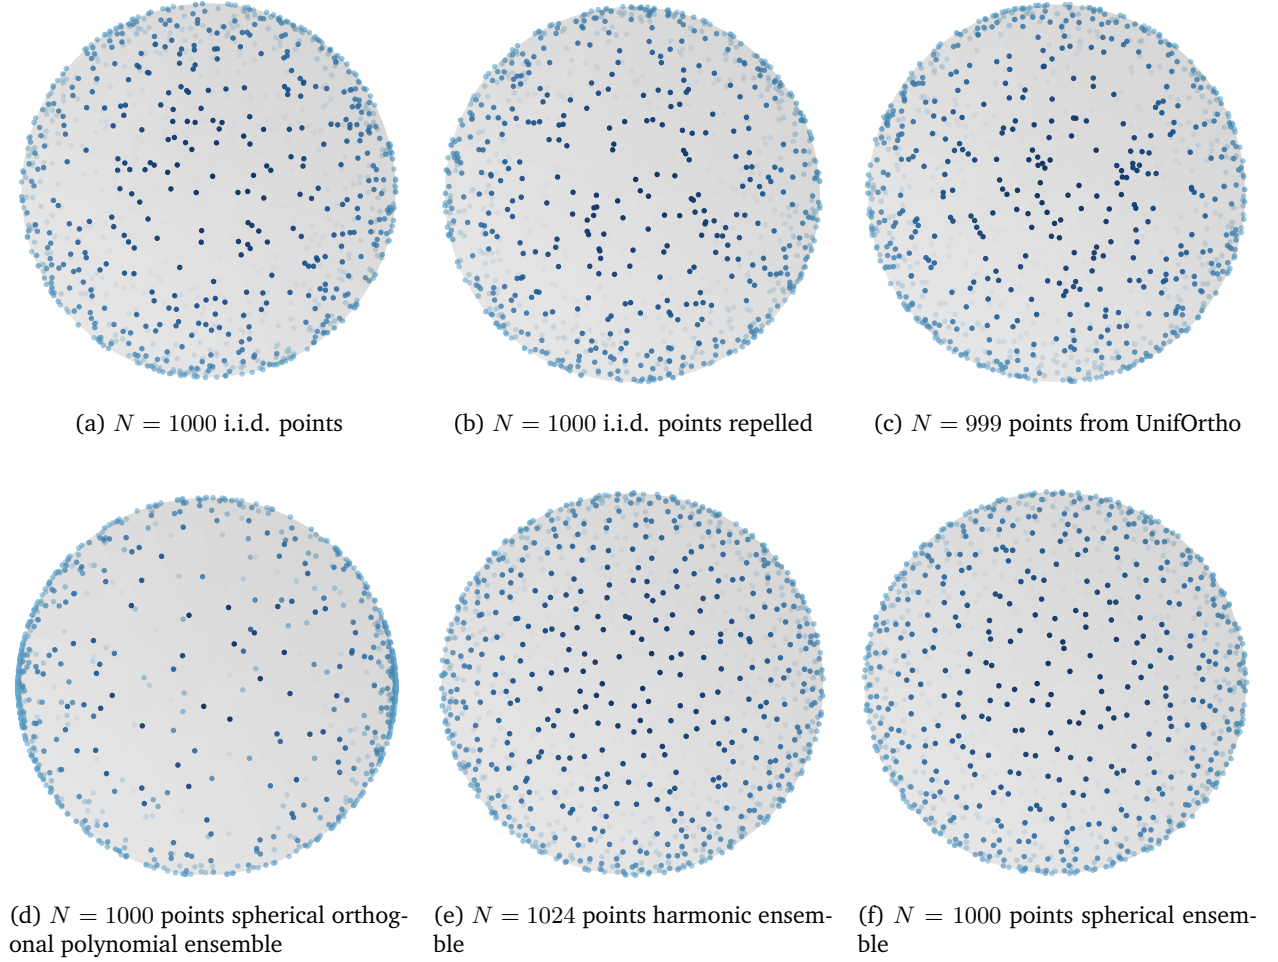 (a) N = 1000 i.i.d. points
(b) N = 1000 i.i.d. points repelled
(c) N = 999 points from UnifOrtho
(d) N = 1000 points spherical orthog-
onal polynomial ensemble
(e) N = 1024 points harmonic ensem-
ble
(f) N = 1000 points spherical ensem-
ble